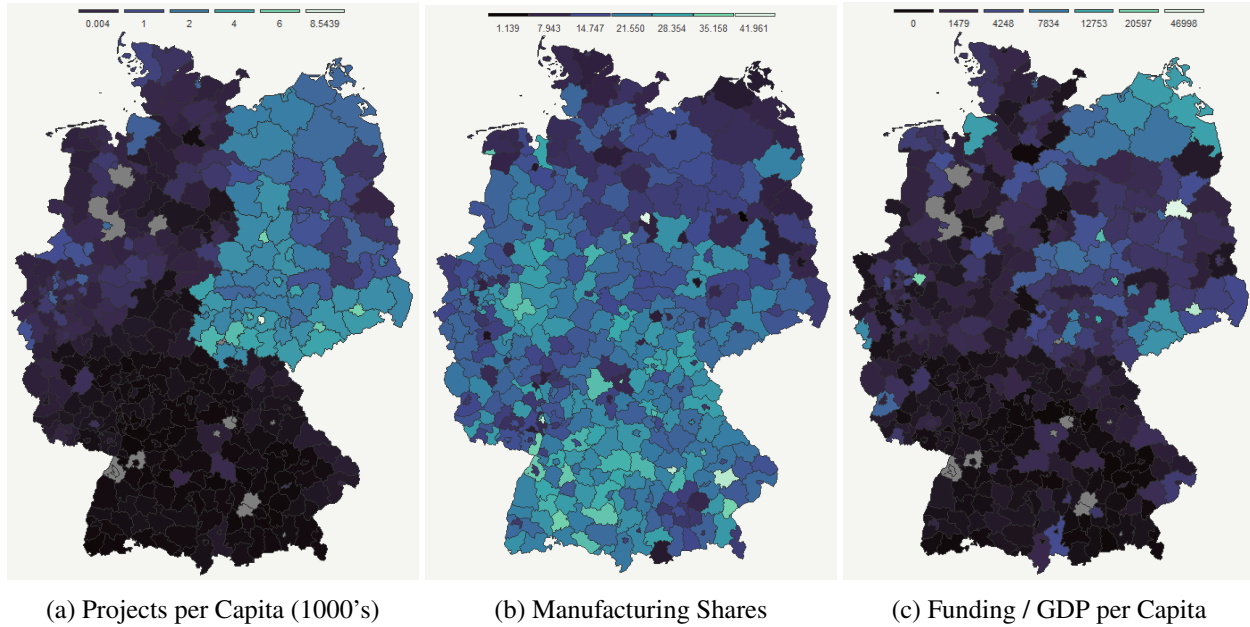 0.004 1 2 4 6 8.5439
1.139 7.943 14.747 21.550 28.354 35.158 41.961
0 1479 4248 7834 12753 20597 46998
(a) Projects per Capita (1000's)
(b) Manufacturing Shares
(c) Funding / GDP per Capita